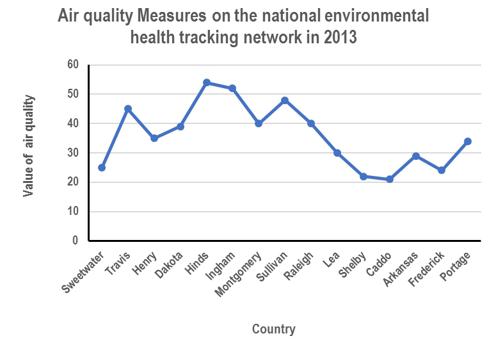 Air quality Measures on the national environmental
health tracking network in 2013
Value of air quality
60
50
40
30
20
10
0
Sweetwater
Travis
Henry
Dakota
Hinds
Ingham
Montgomery
Sullivan
Raleigh
Lea
Shelby
Caddo
Arkansas
Frederick
Portage
Country